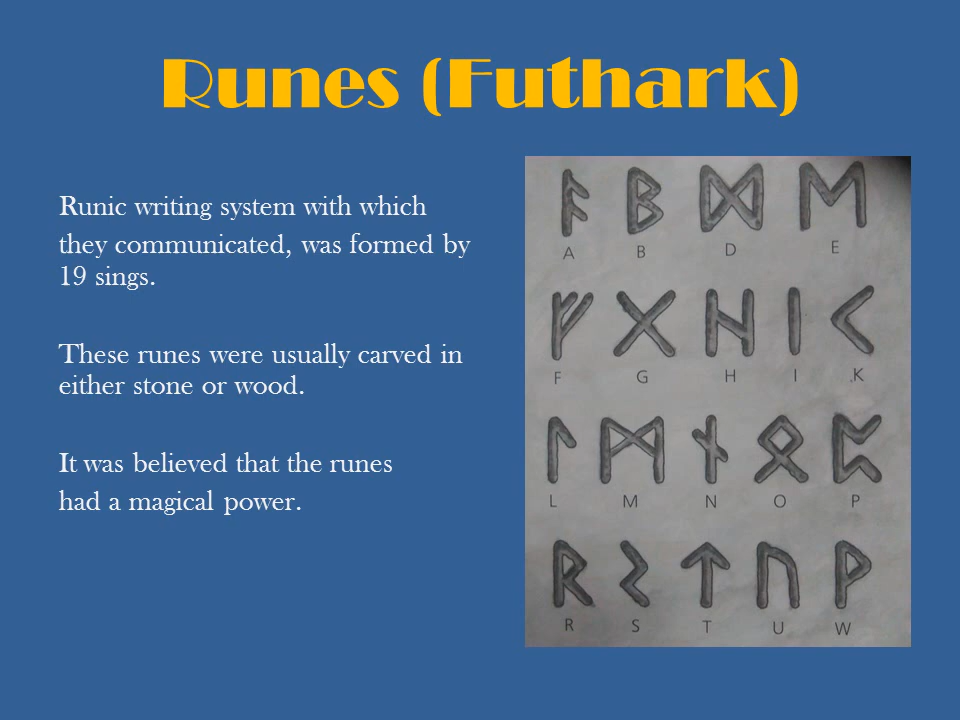 Runes (Futhark)
Runic writing system with which
they communicated, was formed by
19 sings.
These runes were usually carved in
either stone or wood.
It was believed that the runes
had a magical power.
ᚨ ᛒ ᛞ ᛖ
A B D E
ᚠ ᚷ ᚺ ᛁ ᚲ
F G H I K
ᛚ ᛗ ᚾ ᛟ ᛈ
L M N O P
ᚱ ᛊ ᛏ ᚢ ᚹ
R S T U W